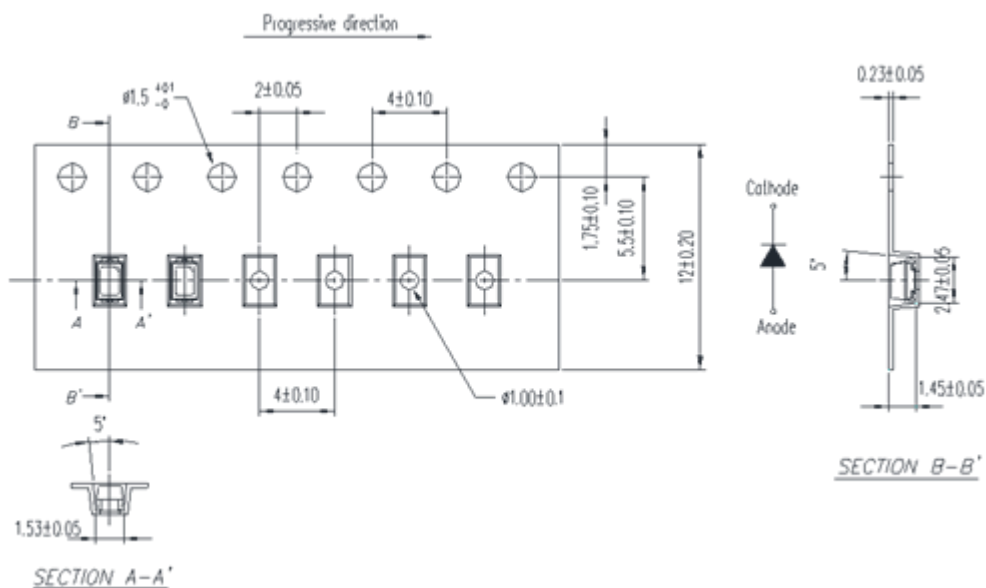 Progressive direction
0.23±0.05
ø1.5 +0.1 -0
2±0.05
4±0.10
B
1.75±0.10
5.5±0.10
12±0.20
Cathode
5°
2.47±0.05
A
A'
Anode
B'
4±0.10
ø1.00±0.1
1.45±0.05
5°
SECTION B-B'
1.53±0.05
SECTION A-A'